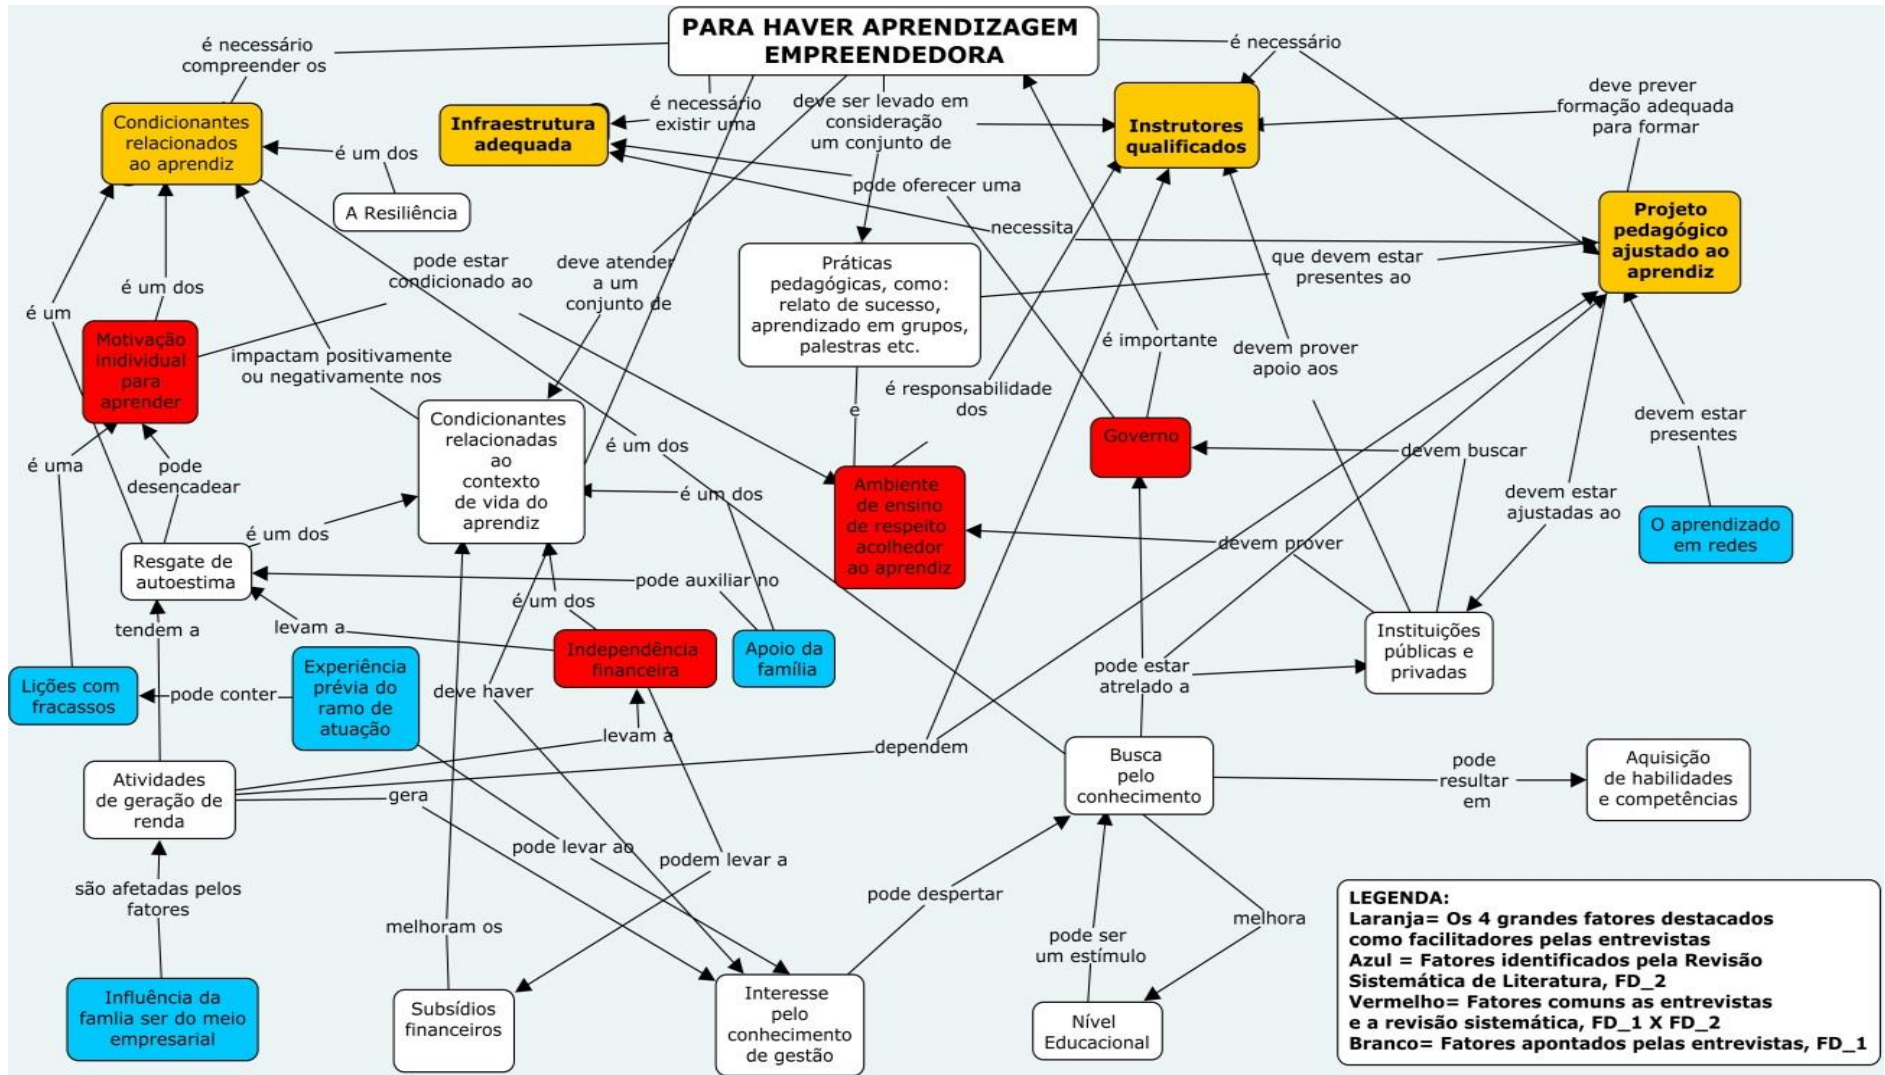 PARA HAVER APRENDIZAGEM
EMPREENDEDORA
é necessário
compreender os
é necessário
Condicionantes
relacionados
ao aprendiz
Infraestrutura
adequada
é necessário
existir uma
deve ser levado em
consideração
um conjunto de
Instrutores
qualificados
deve prever
formação adequada
para formar
é um dos
A Resiliência
pode oferecer uma
necessita
Projeto
pedagógico
ajustado ao
aprendiz
pode estar
condicionado ao
deve atender
a um
conjunto de
Práticas
pedagógicas, como:
relato de sucesso,
aprendizado em grupos,
palestras etc.
que devem estar
presentes ao
é um dos
é um
Motivação
inidividual
para
aprender
impactam positivamente
ou negativamente nos
é importante
devem prover
apoio aos
é responsabilidade
dos
e
Condicionantes
relacionadas
ao
contexto
de vida do
aprendiz
é um dos
Governo
devem buscar
devem estar
presentes
é uma
pode
desencadear
é um dos
Ambiente
de ensino
de respeito
acolhedor
ao aprendiz
devem estar
ajustadas ao
O aprendizado
em redes
é um dos
devem prover
Resgate de
autoestima
pode auxiliar no
é um dos
tendem a
levam a
Independência
financeira
Apoio da
família
Instituições
públicas e
privadas
Lições com
fracassos
pode conter
Experiência
prévia do
ramo de
atuação
deve haver
pode estar
atrelado a
levam a
dependem
Busca
pelo
conhecimento
pode
resultar
em
Aquisição
de habilidades
e competências
Atividades
de geração de
renda
gera
pode levar ao
podem levar a
são afetadas pelos
fatores
pode despertar
melhora
melhoram os
pode ser
um estímulo
Influência da
famlia ser do meio
empresarial
Subsídios
financeiros
Interesse
pelo
conhecimento
de gestão
Nível
Educacional
LEGENDA:
Laranja= Os 4 grandes fatores destacados
como facilitadores pelas entrevistas
Azul = Fatores identificados pela Revisão
Sistemática de Literatura, FD_2
Vermelho= Fatores comuns as entrevistas
e a revisão sistemática, FD_1 X FD_2
Branco= Fatores apontados pelas entrevistas, FD_1